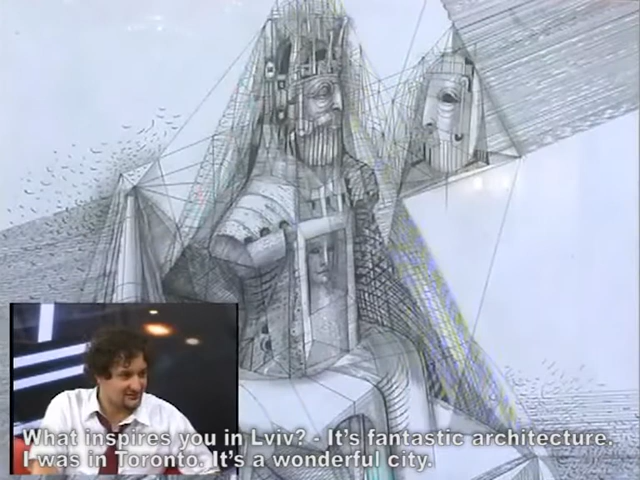 What inspires you in Lviv? - It's fantastic architecture.
I was in Toronto. It's a wonderful city.